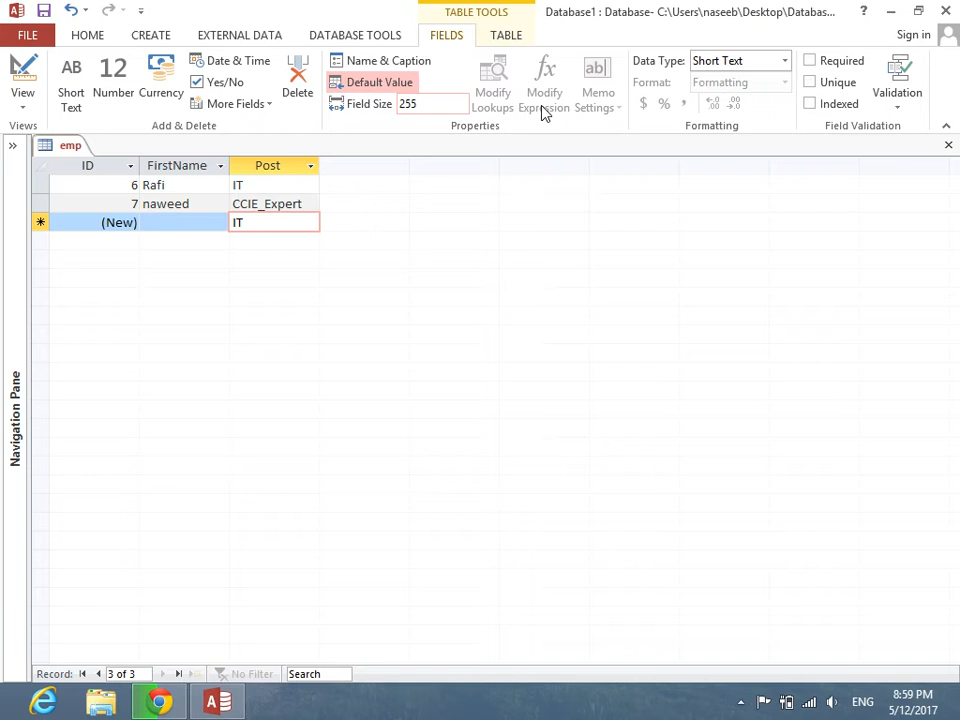 TABLE TOOLS
Database1 : Database- C:\Users\naseeb\Desktop\Databas...
?
FILE
HOME
CREATE
EXTERNAL DATA
DATABASE TOOLS
FIELDS
TABLE
Sign in
View
Views
AB
Short
Text
12
Number
Currency
Date & Time
Yes/No
More Fields
Delete
Add & Delete
Name & Caption
Default Value
Field Size
255
Modify
Lookups
fx
Modify
Expression
ab|
Memo
Settings
Properties
Data Type:
Short Text
Format:
Formatting
$ % ,
Formatting
Required
Unique
Indexed
Validation
Field Validation
emp
ID FirstName Post
6 Rafi IT
7 naweed CCIE_Expert
(New) IT
Navigation Pane
Record:
3 of 3
No Filter
Search
ENG
8:59 PM
5/12/2017